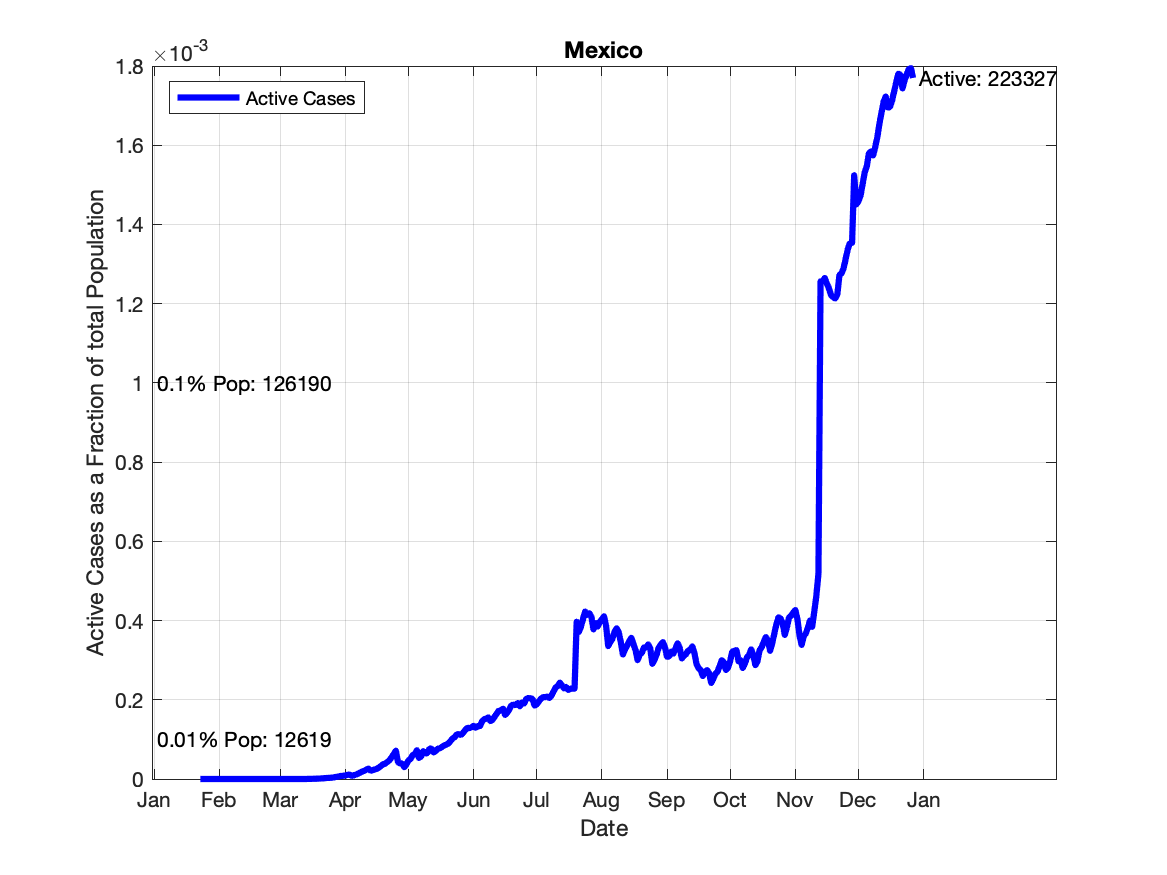 Mexico
×10-3
1.8
1.6
1.4
1.2
1
0.8
0.6
0.4
0.2
0
Active Cases as a Fraction of total Population
Active Cases
Active: 223327
0.1% Pop: 126190
0.01% Pop: 12619
Jan Feb Mar Apr May Jun Jul Aug Sep Oct Nov Dec Jan
Date